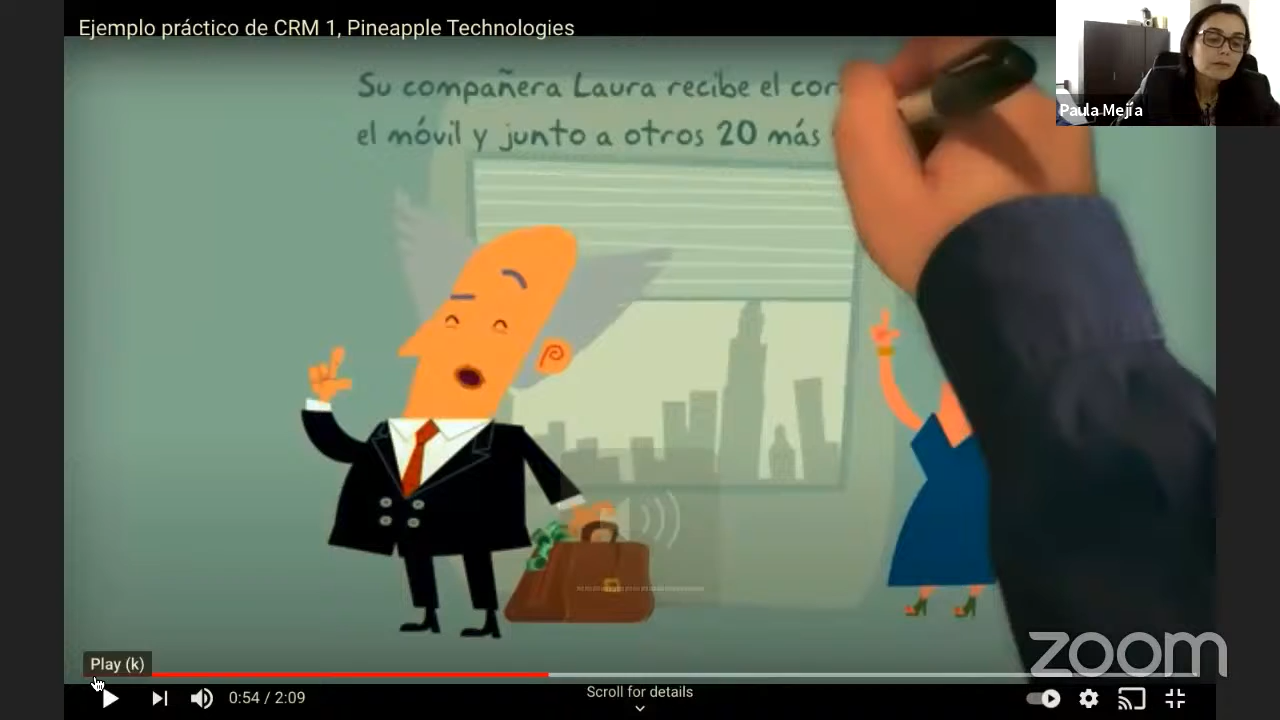 Ejemplo práctico de CRM 1, Pineapple Technologies
Su compañera Laura recibe el
el móvil y junto a otros 20 más
Paula Mejía
Play (k)
0:54 / 2:09
Scroll for details
zoom